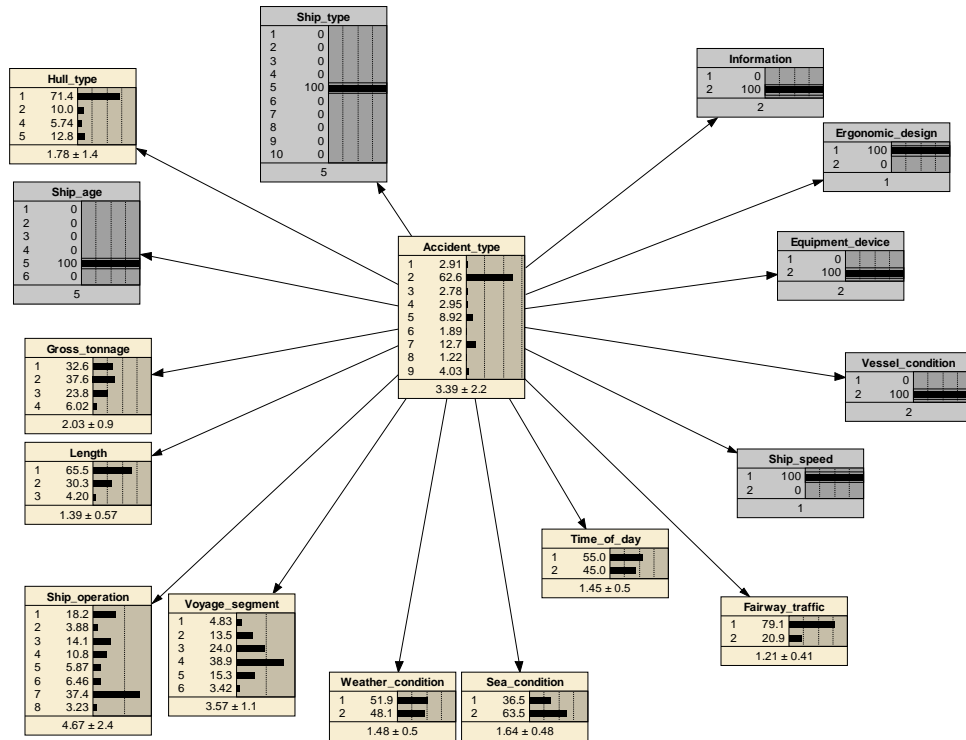 Ship_type
1 0
2 0
3 0
4 0
5 100
6 0
7 0
8 0
9 0
10 0
5
Information
1 0
2 100
2
Hull_type
1 71.4
2 10.0
4 5.74
5 12.8
1.78 ± 1.4
Ergonomic_design
1 100
2 0
1
Ship_age
1 0
2 0
3 0
4 0
5 100
6 0
5
Accident_type
1 2.91
2 62.6
3 2.78
4 2.95
5 8.92
6 1.89
7 12.7
8 1.22
9 4.03
3.39 ± 2.2
Equipment_device
1 0
2 100
2
Gross_tonnage
1 32.6
2 37.6
3 23.8
4 6.02
2.03 ± 0.9
Vessel_condition
1 0
2 100
2
Length
1 65.5
2 30.3
3 4.20
1.39 ± 0.57
Ship_speed
1 100
2 0
1
Time_of_day
1 55.0
2 45.0
1.45 ± 0.5
Ship_operation
1 18.2
2 3.88
3 14.1
4 10.8
5 5.87
6 6.46
7 37.4
8 3.23
4.67 ± 2.4
Voyage_segment
1 4.83
2 13.5
3 24.0
4 38.9
5 15.3
6 3.42
3.57 ± 1.1
Fairway_traffic
1 79.1
2 20.9
1.21 ± 0.41
Weather_condition
1 51.9
2 48.1
1.48 ± 0.5
Sea_condition
1 36.5
2 63.5
1.64 ± 0.48